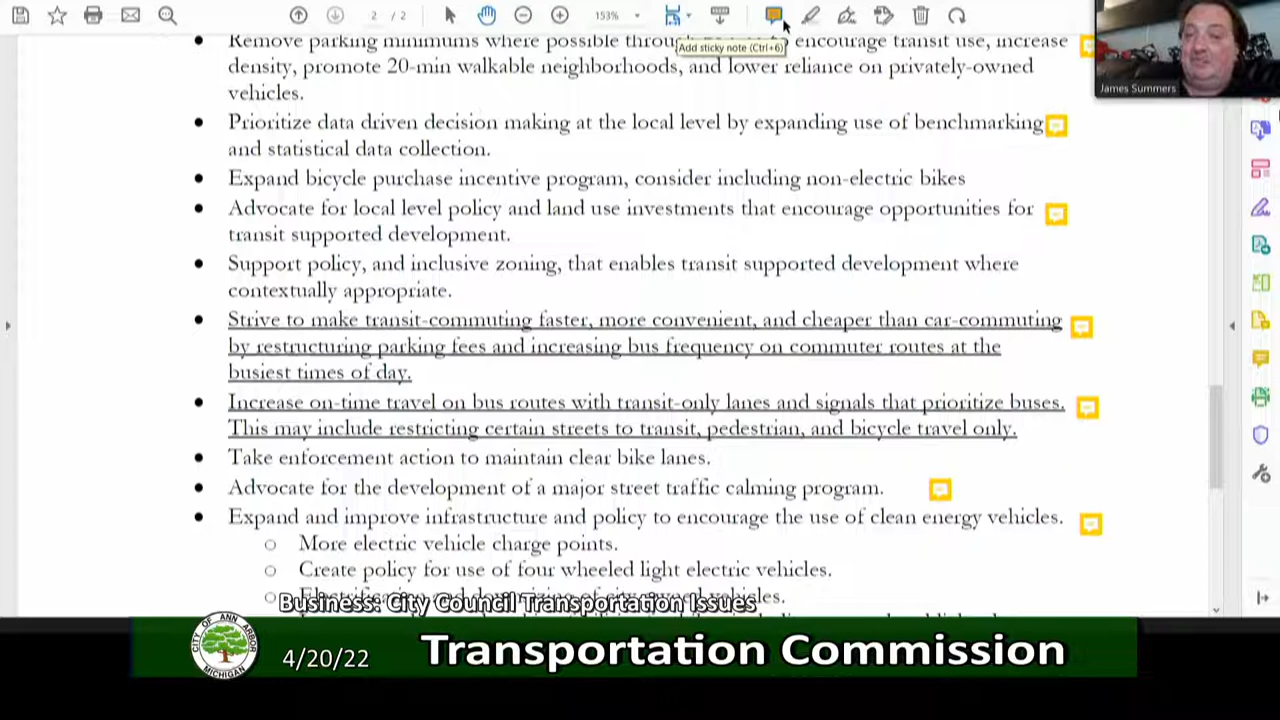 2 / 2
153%
Remove parking minimums where possible encourage transit use, increase
Add sticky note (Ctrl+6)
James Summers
density, promote 20-min walkable neighborhoods, and lower reliance on privately-owned
vehicles.
Prioritize data driven decision making at the local level by expanding use of benchmarking
and statistical data collection.
Expand bicycle purchase incentive program, consider including non-electric bikes
Advocate for local level policy and land use investments that encourage opportunities for
transit supported development.
Support policy, and inclusive zoning, that enables transit supported development where
contextually appropriate.
Strive to make transit-commuting faster, more convenient, and cheaper than car-commuting
by restructuring parking fees and increasing bus frequency on commuter routes at the
busiest times of day.
Increase on-time travel on bus routes with transit-only lanes and signals that prioritize buses.
This may include restricting certain streets to transit, pedestrian, and bicycle travel only.
Take enforcement action to maintain clear bike lanes.
Advocate for the development of a major street traffic calming program.
Expand and improve infrastructure and policy to encourage the use of clean energy vehicles.
More electric vehicle charge points.
Create policy for use of four wheeled light electric vehicles.
Business: City Council Transportation Issues
CITY OF ANN ARBOR
MICHIGAN
4/20/22
Transportation Commission